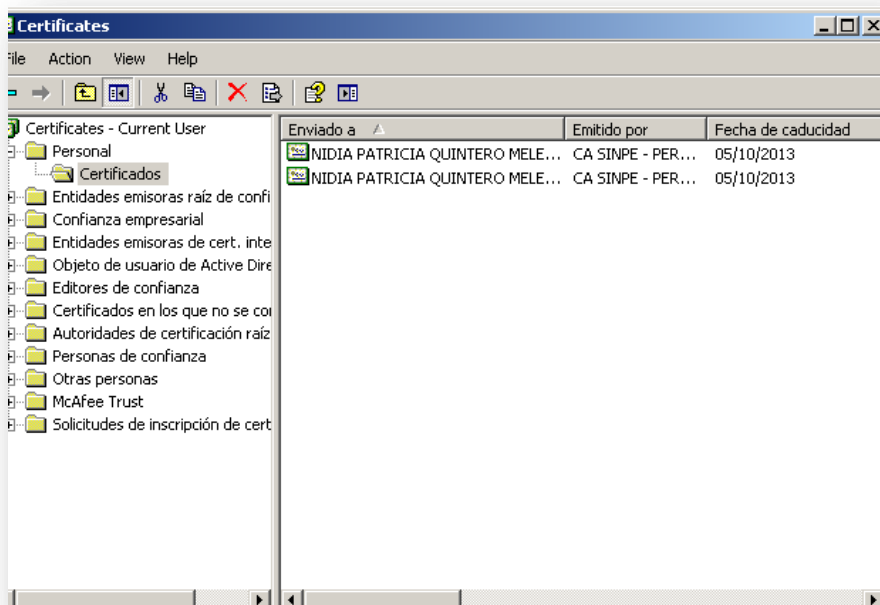 Certificates
File Action View Help
Certificates - Current User
Personal
Certificados
Entidades emisoras raíz de confi
Confianza empresarial
Entidades emisoras de cert. inte
Objeto de usuario de Active Dire
Editores de confianza
Certificados en los que no se co
Autoridades de certificación raíz
Personas de confianza
Otras personas
McAfee Trust
Solicitudes de inscripción de cert
Enviado a Emitido por Fecha de caducidad
NIDIA PATRICIA QUINTERO MELE... CA SINPE - PER... 05/10/2013
NIDIA PATRICIA QUINTERO MELE... CA SINPE - PER... 05/10/2013